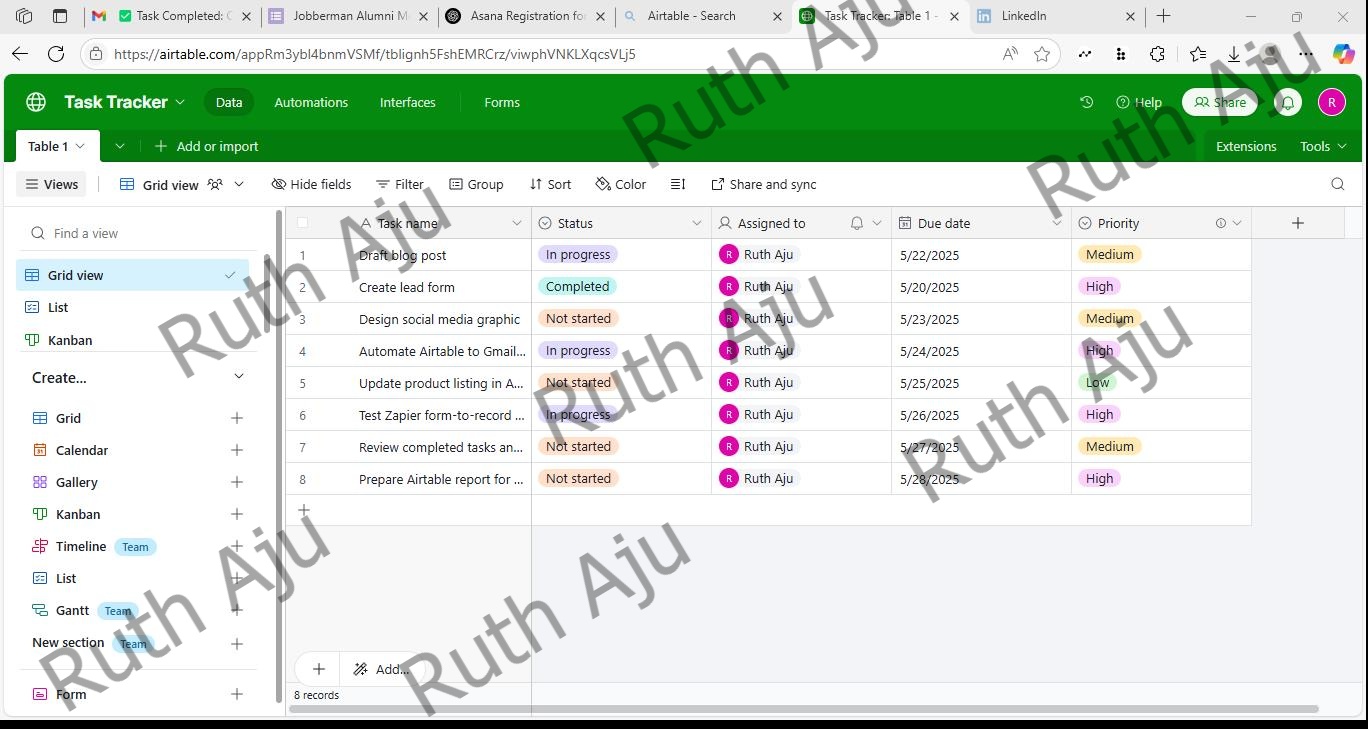 Task Completed: C
Jobberman Alumni M
Asana Registration for
Airtable - Search
Task Tracker: Table 1 -
LinkedIn
https://airtable.com/appRm3ybl4bnmVSMf/tblignh5FshEMRCrz/viwphVNKLXqcsVLj5
Task Tracker Data Automations Interfaces Forms Help Share R
Table 1 Add or import Extensions Tools
Views Grid view Hide fields Filter Group Sort Color Share and sync
Find a view
Grid view
List
Kanban
Create...
Grid
Calendar
Gallery
Kanban
Timeline Team
List
Gantt Team
New section Team
Form
Task name Status Assigned to Due date Priority
1 Draft blog post In progress R Ruth Aju 5/22/2025 Medium
2 Create lead form Completed R Ruth Aju 5/20/2025 High
3 Design social media graphic Not started R Ruth Aju 5/23/2025 Medium
4 Automate Airtable to Gmail... In progress R Ruth Aju 5/24/2025 High
5 Update product listing in A... Not started R Ruth Aju 5/25/2025 Low
6 Test Zapier form-to-record ... In progress R Ruth Aju 5/26/2025 High
7 Review completed tasks an... Not started R Ruth Aju 5/27/2025 Medium
8 Prepare Airtable report for ... Not started R Ruth Aju 5/28/2025 High
Add...
8 records
Ruth Aju
Ruth Aju
Ruth Aju
Ruth Aju
Ruth Aju
Ruth Aju
Ruth Aju